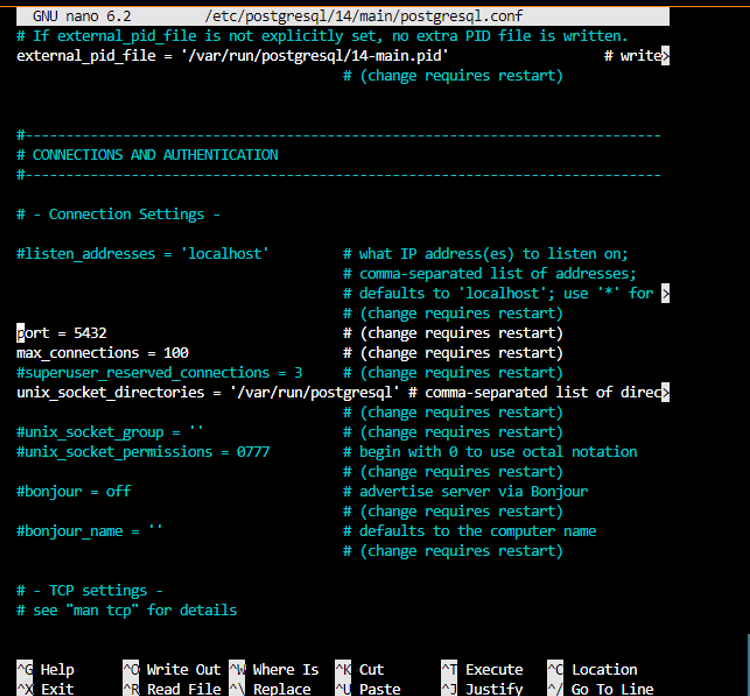 GNU nano 6.2 /etc/postgresql/14/main/postgresql.conf
# If external_pid_file is not explicitly set, no extra PID file is written.
external_pid_file = '/var/run/postgresql/14-main.pid' # write>
# (change requires restart)
#------------------------------------------------------------------------------
# CONNECTIONS AND AUTHENTICATION
#------------------------------------------------------------------------------
# - Connection Settings -
#listen_addresses = 'localhost' # what IP address(es) to listen on;
# comma-separated list of addresses;
# defaults to 'localhost'; use '*' for >
# (change requires restart)
port = 5432 # (change requires restart)
max_connections = 100 # (change requires restart)
#superuser_reserved_connections = 3 # (change requires restart)
unix_socket_directories = '/var/run/postgresql' # comma-separated list of direc>
# (change requires restart)
#unix_socket_group = '' # (change requires restart)
#unix_socket_permissions = 0777 # begin with 0 to use octal notation
# (change requires restart)
#bonjour = off # advertise server via Bonjour
# (change requires restart)
#bonjour_name = '' # defaults to the computer name
# (change requires restart)
# - TCP settings -
# see "man tcp" for details
^G Help ^O Write Out ^W Where Is ^K Cut ^T Execute ^C Location
^X Exit ^R Read File ^\ Replace ^U Paste ^J Justify ^/ Go To Line